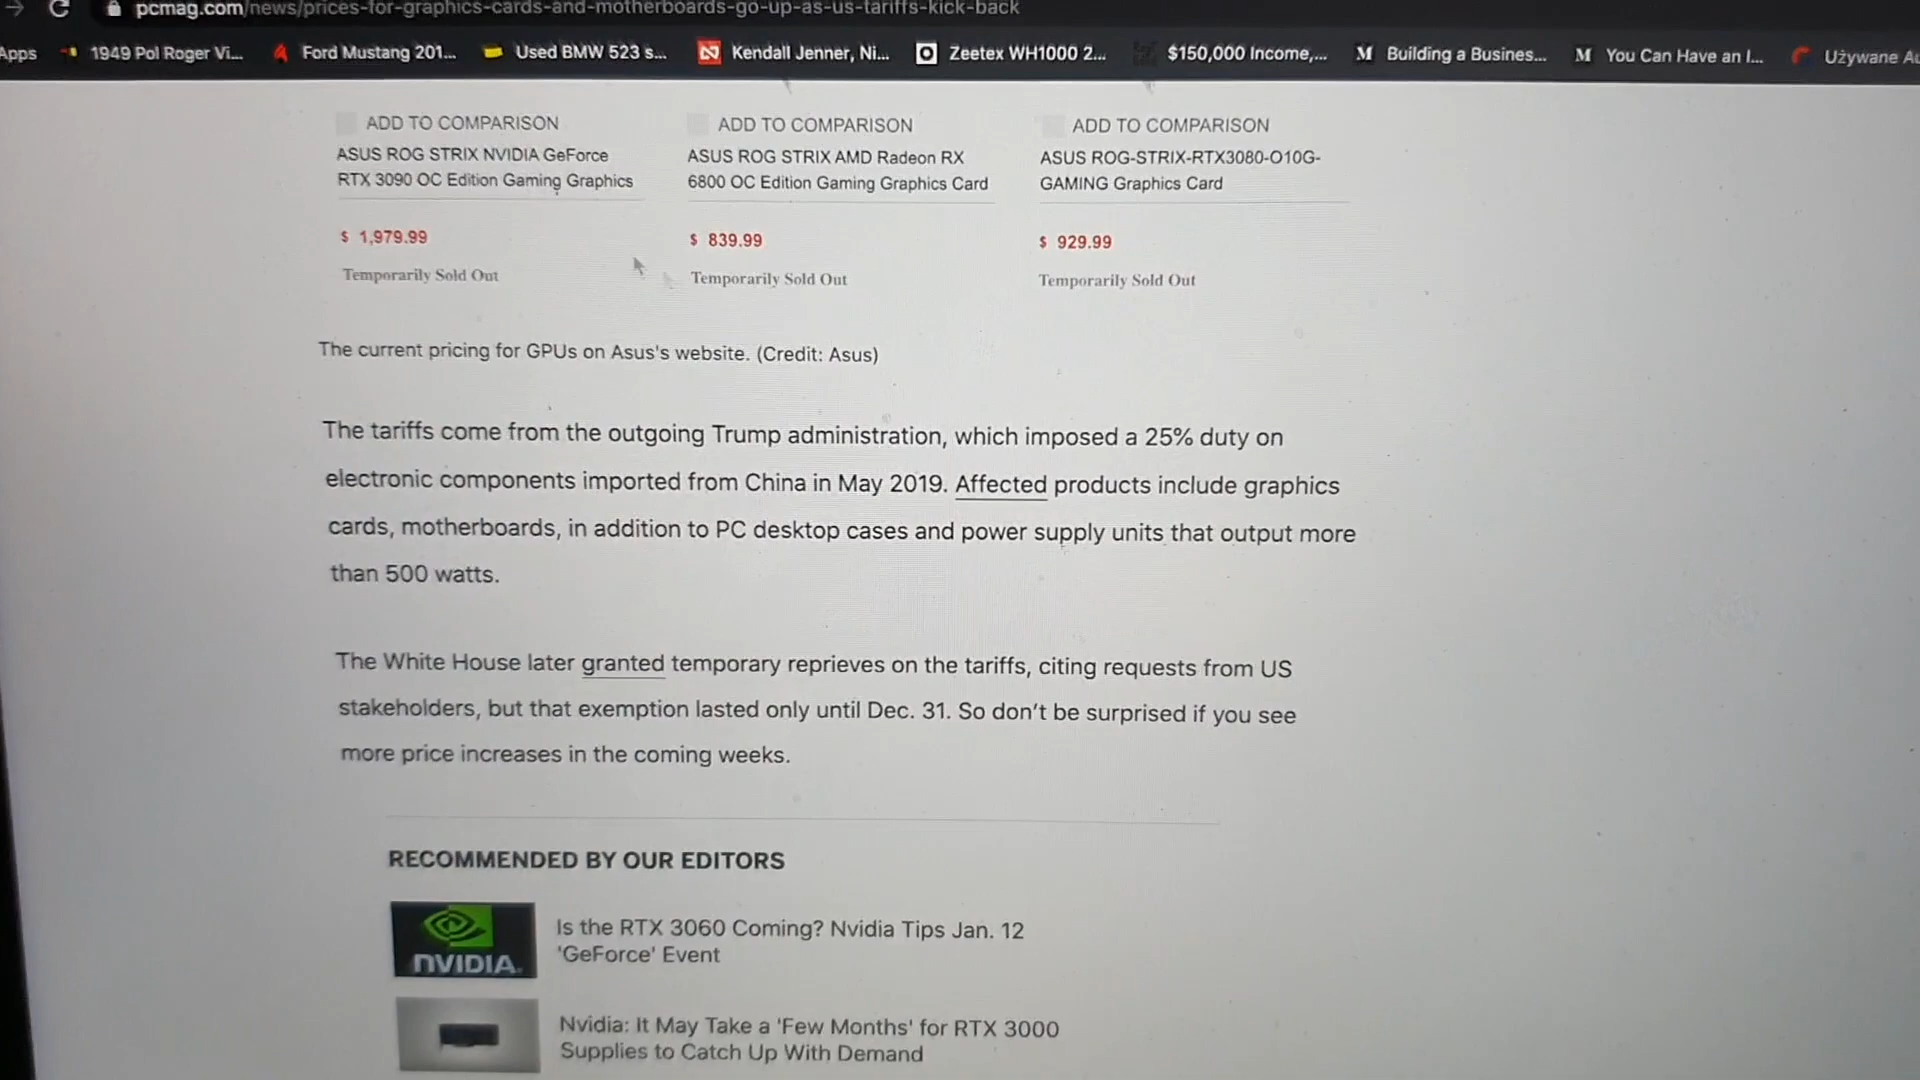 pcmag.com/news/prices-for-graphics-cards-and-motherboards-go-up-as-us-tariffs-kick-back
Apps 1949 Pol Roger Vi... Ford Mustang 201... Used BMW 523 s... Kendall Jenner, Ni... Zeetex WH1000 2... $150,000 Income,... Building a Busines... You Can Have an I... Używane Au
ADD TO COMPARISON ADD TO COMPARISON ADD TO COMPARISON
ASUS ROG STRIX NVIDIA GeForce ASUS ROG STRIX AMD Radeon RX ASUS ROG-STRIX-RTX3080-O10G-
RTX 3090 OC Edition Gaming Graphics 6800 OC Edition Gaming Graphics Card GAMING Graphics Card
$ 1,979.99 $ 839.99 $ 929.99
Temporarily Sold Out Temporarily Sold Out Temporarily Sold Out
The current pricing for GPUs on Asus's website. (Credit: Asus)
The tariffs come from the outgoing Trump administration, which imposed a 25% duty on
electronic components imported from China in May 2019. Affected products include graphics
cards, motherboards, in addition to PC desktop cases and power supply units that output more
than 500 watts.
The White House later granted temporary reprieves on the tariffs, citing requests from US
stakeholders, but that exemption lasted only until Dec. 31. So don't be surprised if you see
more price increases in the coming weeks.
RECOMMENDED BY OUR EDITORS
NVIDIA.
Is the RTX 3060 Coming? Nvidia Tips Jan. 12
'GeForce' Event
Nvidia: It May Take a 'Few Months' for RTX 3000
Supplies to Catch Up With Demand